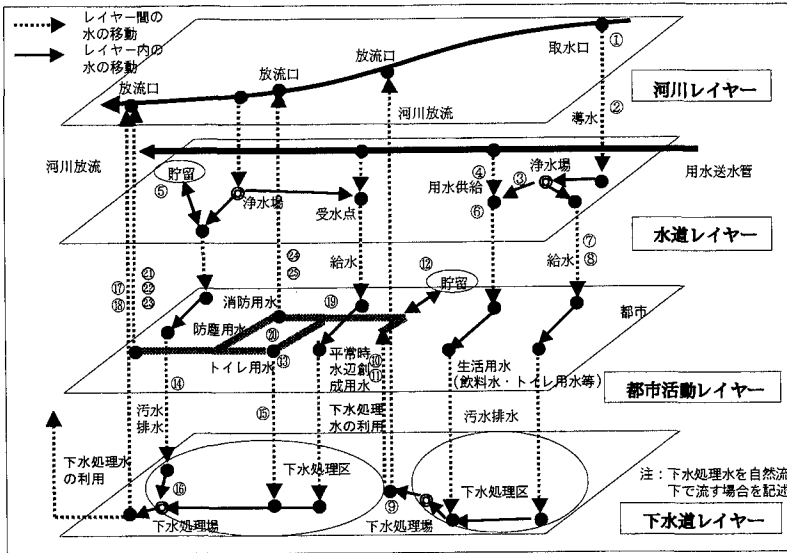 レイヤー間の
水の移動
レイヤー内の
水の移動
放流口
放流口
放流口
取水口
①
河川レイヤー
②
導水
河川放流
河川放流
用水送水管
貯留
⑤
浄水場
受水点
④
用水供給
⑥
③
浄水場
水道レイヤー
⑦
⑧
給水
給水
⑰
⑱
㉑
㉒
㉓
㉔
㉕
⑫
貯留
消防用水
⑲
都市
防塵用水
⑳
トイレ用水
⑬
平常時
水辺創
成用水
⑩
⑪
生活用水
(飲料水・トイレ用水等)
都市活動レイヤー
⑭
汚水
排水
⑮
下水処理
水の利用
汚水排水
下水処理水
の利用
⑯
下水処理区
下水処理場
⑨
下水処理場
下水処理区
注：下水処理水を自然流
下で流す場合を記述
下水道レイヤー